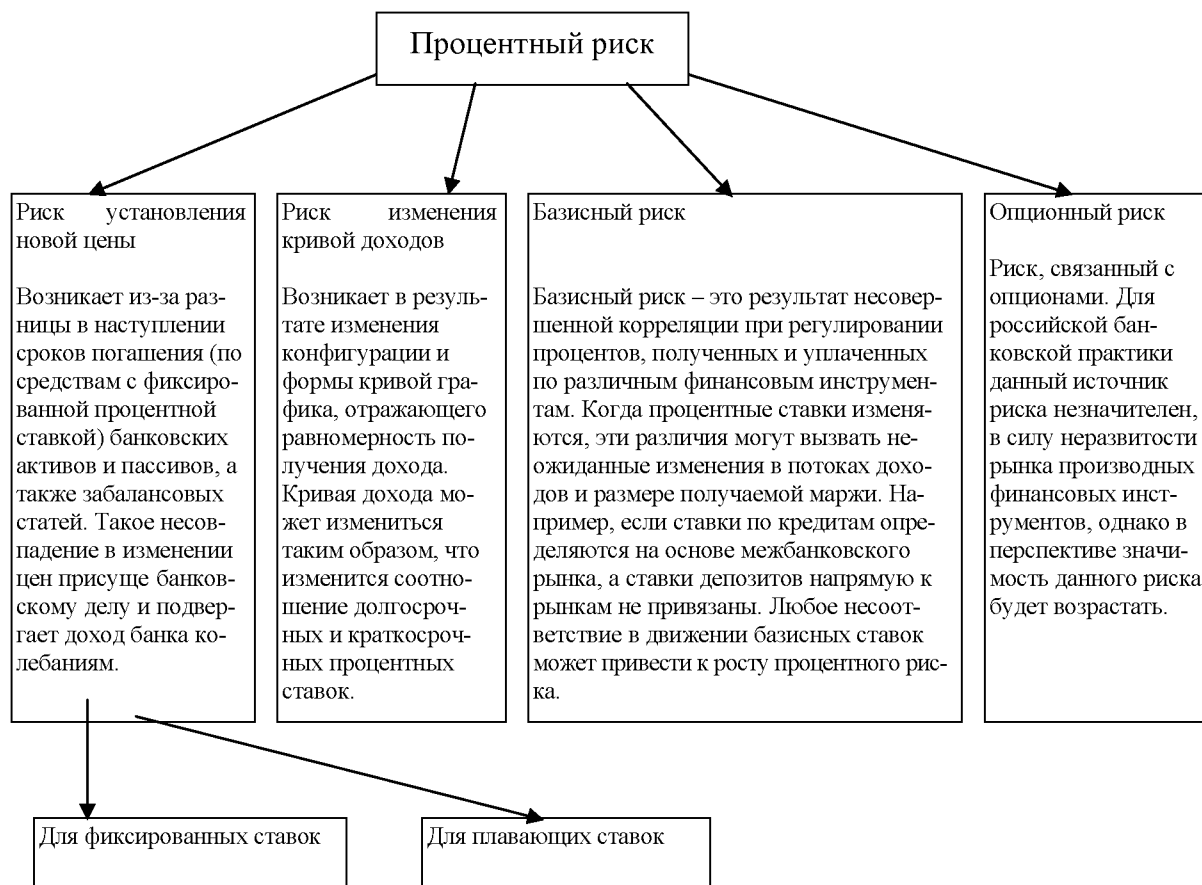 Процентный риск
Риск установления
новой цены
Возникает из-за раз-
ницы в наступлении
сроков погашения (по
средствам с фиксиро-
ванной процентной
ставкой) банковских
активов и пассивов, а
также забалансовых
статей. Такое несов-
падение в изменении
цен присуще банков-
скому делу и подвер-
гает доход банка ко-
лебаниям.
Риск изменения
кривой доходов
Возникает в резуль-
тате изменения
конфигурации и
формы кривой гра-
фика, отражающего
равномерность по-
лучения дохода.
Кривая дохода мо-
жет измениться
таким образом, что
изменится соотно-
шение долгосроч-
ных и краткосроч-
ных процентных
ставок.
Базисный риск
Базисный риск – это результат несовер-
шенной корреляции при регулировании
процентов, полученных и уплаченных
по различным финансовым инструмен-
там. Когда процентные ставки изменя-
ются, эти различия могут вызвать не-
ожиданные изменения в потоках дохо-
дов и размере получаемой маржи. На-
пример, если ставки по кредитам опре-
деляются на основе межбанковского
рынка, а ставки депозитов напрямую к
рынкам не привязаны. Любое несоот-
ветствие в движении базисных ставок
может привести к росту процентного рис-
ка.
Опционный риск
Риск, связанный с
опционами. Для
российской бан-
ковской практики
данный источник
риска незначителен,
в силу неразвитости
рынка производных
финансовых инст-
рументов, однако в
перспективе значи-
мость данного риска
будет возрастать.
Для фиксированных ставок
Для плавающих ставок